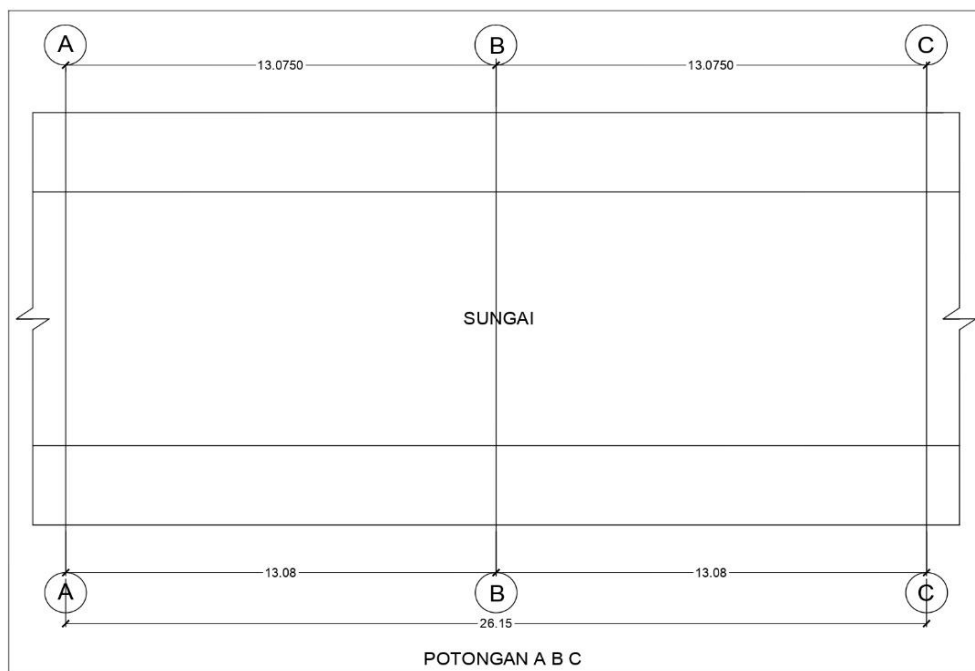 A B C
13.0750 13.0750
SUNGAI
13.08 13.08
A B C
26.15
POTONGAN A B C